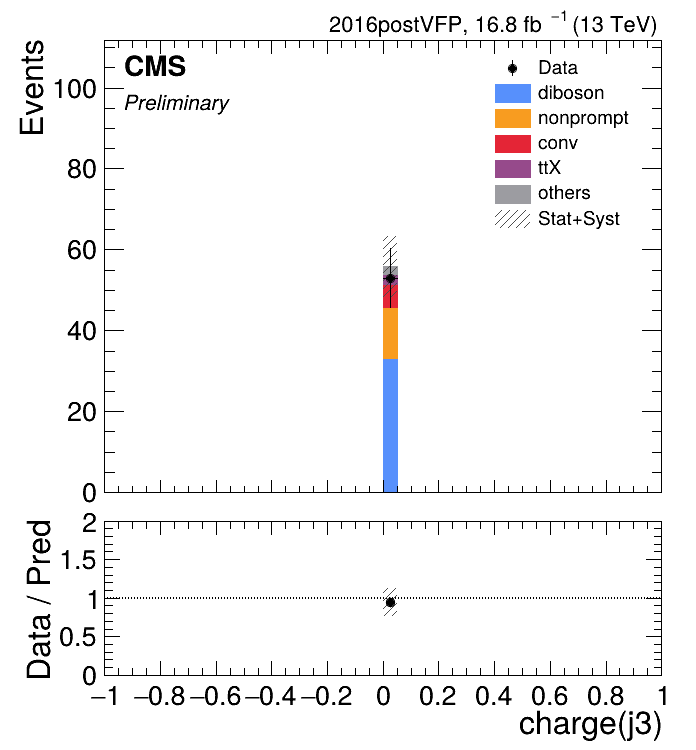 2016postVFP, 16.8 fb⁻¹ (13 TeV)
CMS
Preliminary
Events
100
80
60
40
20
0
Data
diboson
nonprompt
conv
ttX
others
Stat+Syst
Data / Pred
2
1.5
1
0.5
0
−1 −0.8 −0.6 −0.4 −0.2 0 0.2 0.4 0.6 0.8 1
charge(j3)